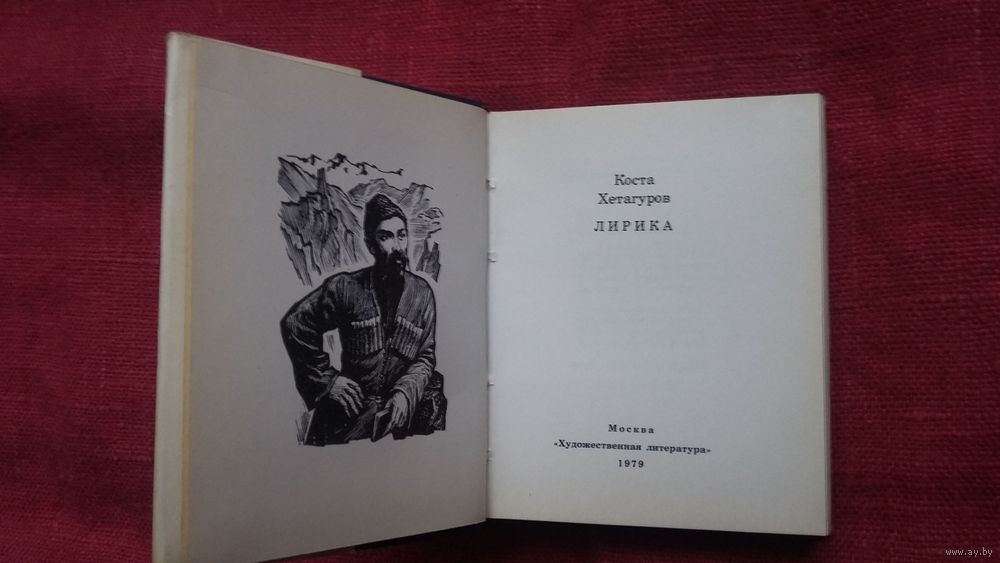 Коста
Хетагуров
ЛИРИКА
Москва
«Художественная литература»
1979
www.ay.by